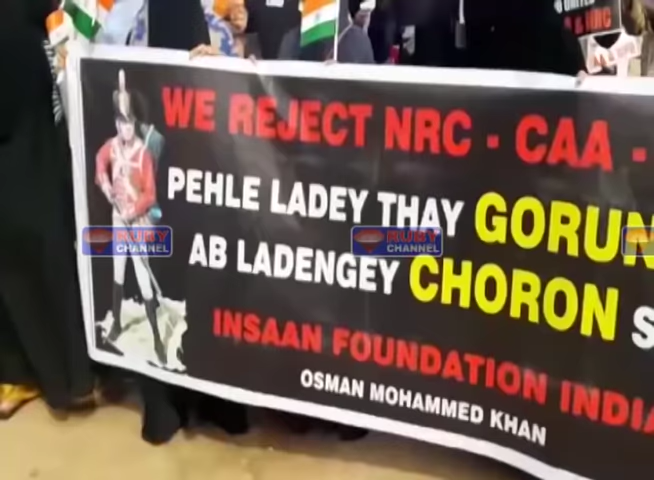 WE REJECT NRC - CAA -
PEHLE LADEY THAY GORUN
AB LADENGEY CHORON S
INSAAN FOUNDATION INDIA
OSMAN MOHAMMED KHAN
RUBY CHANNEL
RUBY CHANNEL